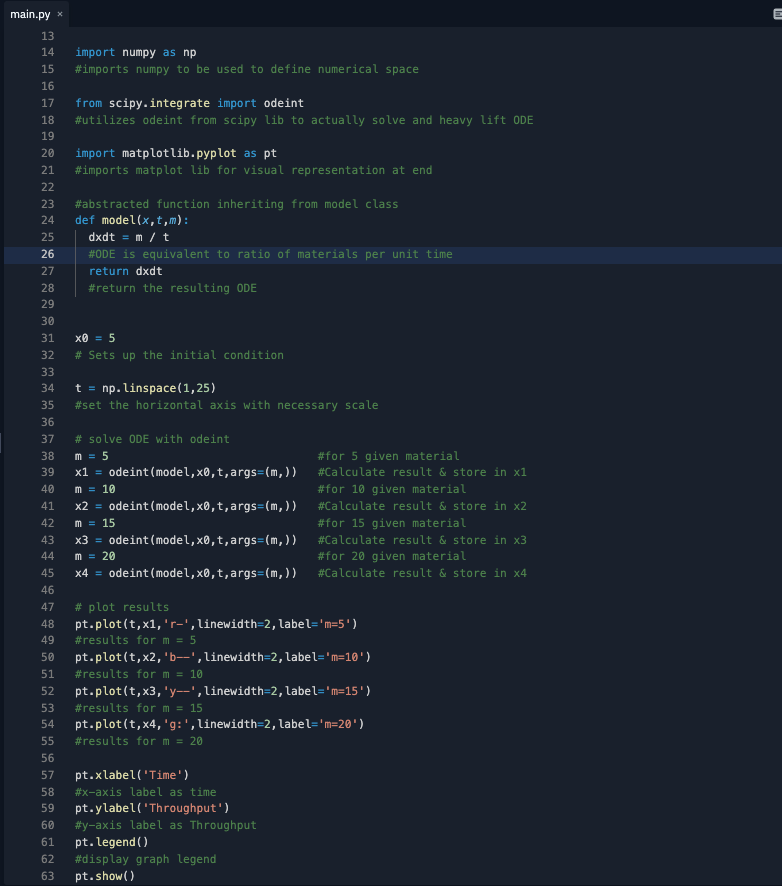 main.py ×
13
14 import numpy as np
15 #imports numpy to be used to define numerical space
16
17 from scipy.integrate import odeint
18 #utilizes odeint from scipy lib to actually solve and heavy lift ODE
19
20 import matplotlib.pyplot as pt
21 #imports matplot lib for visual representation at end
22
23 #abstracted function inheriting from model class
24 def model(x,t,m):
25   dxdt = m / t
26   #ODE is equivalent to ratio of materials per unit time
27   return dxdt
28   #return the resulting ODE
29
30
31 x0 = 5
32 # Sets up the initial condition
33
34 t = np.linspace(1,25)
35 #set the horizontal axis with necessary scale
36
37 # solve ODE with odeint
38 m = 5                               #for 5 given material
39 x1 = odeint(model,x0,t,args=(m,))   #Calculate result & store in x1
40 m = 10                              #for 10 given material
41 x2 = odeint(model,x0,t,args=(m,))   #Calculate result & store in x2
42 m = 15                              #for 15 given material
43 x3 = odeint(model,x0,t,args=(m,))   #Calculate result & store in x3
44 m = 20                              #for 20 given material
45 x4 = odeint(model,x0,t,args=(m,))   #Calculate result & store in x4
46
47 # plot results
48 pt.plot(t,x1,'r-',linewidth=2,label='m=5')
49 #results for m = 5
50 pt.plot(t,x2,'b--',linewidth=2,label='m=10')
51 #results for m = 10
52 pt.plot(t,x3,'y--',linewidth=2,label='m=15')
53 #results for m = 15
54 pt.plot(t,x4,'g:',linewidth=2,label='m=20')
55 #results for m = 20
56
57 pt.xlabel('Time')
58 #x-axis label as time
59 pt.ylabel('Throughput')
60 #y-axis label as Throughput
61 pt.legend()
62 #display graph legend
63 pt.show()